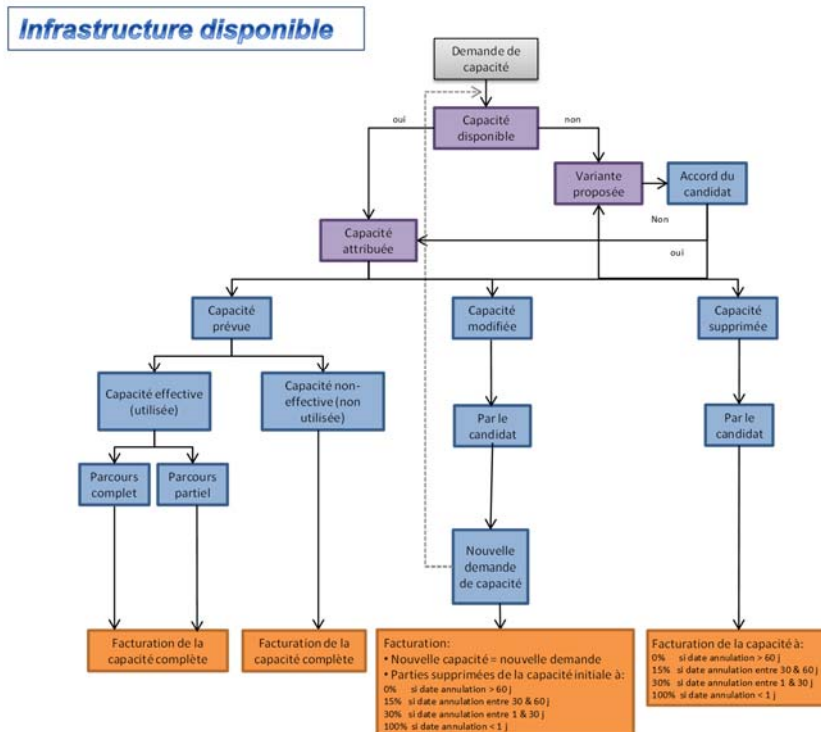 Infrastructure disponible
Demande de
capacité
Capacité
disponible
oui
non
Variante
proposée
Accord du
candidat
Non
oui
Capacité
attribuée
Capacité
prévue
Capacité
modifiée
Capacité
supprimée
Capacité effective
(utilisée)
Capacité non-
effective (non
utilisée)
Par le
candidat
Par le
candidat
Parcours
complet
Parcours
partiel
Nouvelle
demande
de capacité
Facturation de la
capacité complète
Facturation de la
capacité complète
Facturation:
• Nouvelle capacité = nouvelle demande
• Parties supprimées de la capacité initiale à:
0% si date annulation > 60 j
15% si date annulation entre 30 & 60 j
30% si date annulation entre 1 & 30 j
100% si date annulation < 1 j
Facturation de la capacité à:
0% si date annulation > 60 j
15% si date annulation entre 30 & 60 j
30% si date annulation entre 1 & 30 j
100% si date annulation < 1 j